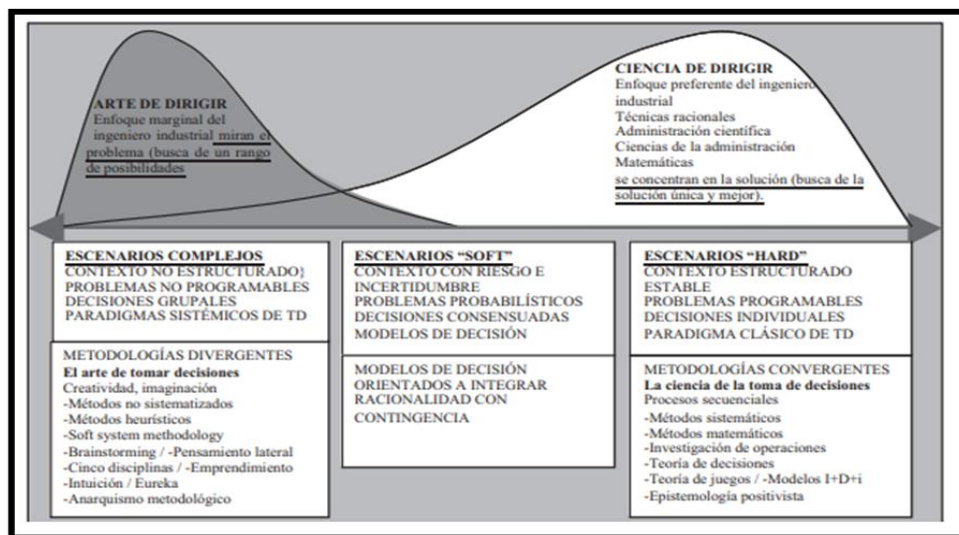 ARTE DE DIRIGIR
Enfoque marginal del
ingeniero industrial miran el
problema (busca de un rango
de posibilidades
CIENCIA DE DIRIGIR
Enfoque preferente del ingeniero
industrial
Técnicas racionales
Administración científica
Ciencias de la administración
Matemáticas
se concentran en la solución (busca de la
solución única y mejor).
ESCENARIOS COMPLEJOS
CONTEXTO NO ESTRUCTURADO}
PROBLEMAS NO PROGRAMABLES
DECISIONES GRUPALES
PARADIGMAS SISTÉMICOS DE TD
METODOLOGÍAS DIVERGENTES
El arte de tomar decisiones
Creatividad, imaginación
-Métodos no sistematizados
-Métodos heurísticos
-Soft system methodology
-Brainstorming / -Pensamiento lateral
-Cinco disciplinas / -Emprendimiento
-Intuición / Eureka
-Anarquismo metodológico
ESCENARIOS “SOFT”
CONTEXTO CON RIESGO E
INCERTIDUMBRE
PROBLEMAS PROBABILÍSTICOS
DECISIONES CONSENSUADAS
MODELOS DE DECISIÓN
MODELOS DE DECISIÓN
ORIENTADOS A INTEGRAR
RACIONALIDAD CON
CONTINGENCIA
ESCENARIOS “HARD”
CONTEXTO ESTRUCTURADO
ESTABLE
PROBLEMAS PROGRAMABLES
DECISIONES INDIVIDUALES
PARADIGMA CLÁSICO DE TD
METODOLOGÍAS CONVERGENTES
La ciencia de la toma de decisiones
Procesos secuenciales
-Métodos sistemáticos
-Métodos matemáticos
-Investigación de operaciones
-Teoría de decisiones
-Teoría de juegos / -Modelos I+D+i
-Epistemología positivista